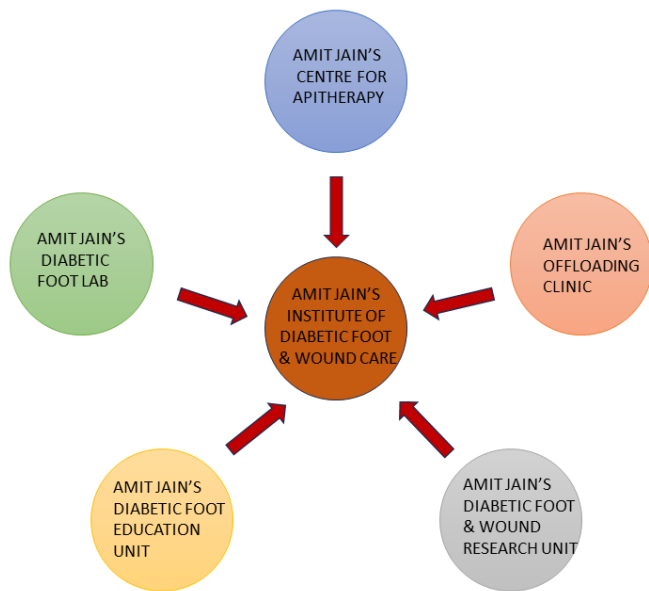 AMIT JAIN'S
CENTRE FOR
APITHERAPY
AMIT JAIN'S
DIABETIC
FOOT LAB
AMIT JAIN'S
OFFLOADING
CLINIC
AMIT JAIN'S
INSTITUTE OF
DIABETIC FOOT
& WOUND CARE
AMIT JAIN'S
DIABETIC FOOT
EDUCATION
UNIT
AMIT JAIN'S
DIABETIC FOOT
& WOUND
RESEARCH UNIT